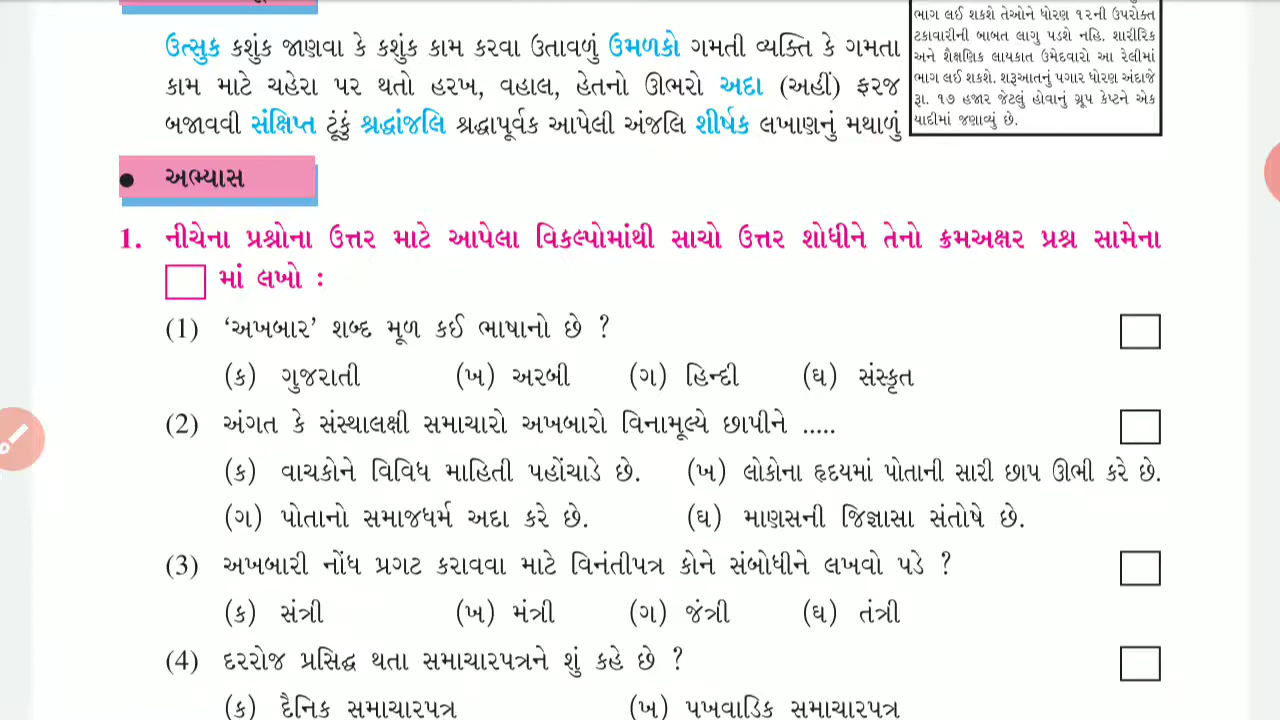 ઉત્સુક કશુંક જાણવા કે કશુંક કામ કરવા ઉતાવળું ઉમળકો ગમતી વ્યક્તિ કે ગમતા
કામ માટે ચહેરા પર થતો હરખ, વહાલ, હેતનો ઊભરો અદા (અહીં) ફરજ
બજાવવી સંક્ષિપ્ત ટૂંકું શ્રદ્ધાંજલિ શ્રદ્ધાપૂર્વક આપેલી અંજલિ શીર્ષક લખાણનું મથાળું
ભાગ લઈ શકશે તેઓને ધોરણ ૧૨ની ઉપરોક્ત
ટકાવારીની બાબત લાગુ પડશે નહિ. શારીરિક
અને શૈક્ષણિક લાયકાત ઉમેદવારો આ રેલીમાં
ભાગ લઈ શકશે. શરૂઆતનું પગાર ધોરણ અંદાજે
રૂા. ૧૭ હજાર જેટલું હોવાનું ગ્રૂપ કેપ્ટને એક
યાદીમાં જણાવ્યું છે.
• અભ્યાસ
1. નીચેના પ્રશ્નોના ઉત્તર માટે આપેલા વિકલ્પોમાંથી સાચો ઉત્તર શોધીને તેનો ક્રમઅક્ષર પ્રશ્ન સામેના
માં લખો :
(1) ‘અખબાર’ શબ્દ મૂળ કઈ ભાષાનો છે ?
(ક) ગુજરાતી (ખ) અરબી (ગ) હિન્દી (ઘ) સંસ્કૃત
(2) અંગત કે સંસ્થાલક્ષી સમાચારો અખબારો વિનામૂલ્યે છાપીને .....
(ક) વાચકોને વિવિધ માહિતી પહોંચાડે છે. (ખ) લોકોના હૃદયમાં પોતાની સારી છાપ ઊભી કરે છે.
(ગ) પોતાનો સમાજધર્મ અદા કરે છે. (ઘ) માણસની જિજ્ઞાસા સંતોષે છે.
(3) અખબારી નોંધ પ્રગટ કરાવવા માટે વિનંતીપત્ર કોને સંબોધીને લખવો પડે ?
(ક) સંત્રી (ખ) મંત્રી (ગ) જંત્રી (ઘ) તંત્રી
(4) દરરોજ પ્રસિદ્ધ થતા સમાચારપત્રને શું કહે છે ?
(ક) દૈનિક સમાચારપત્ર (ખ) પખવાડિક સમાચારપત્ર